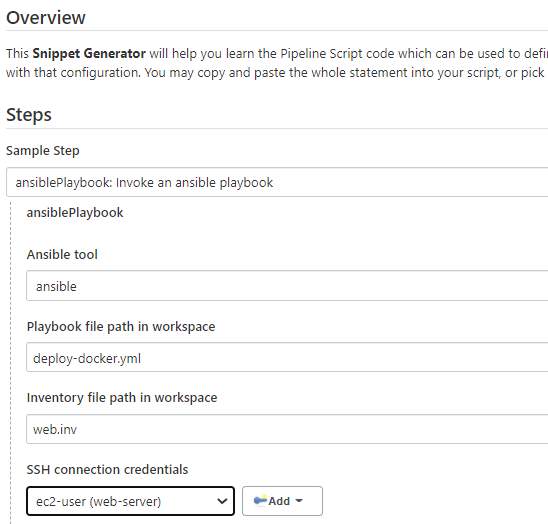 Overview
This Snippet Generator will help you learn the Pipeline Script code which can be used to defi
with that configuration. You may copy and paste the whole statement into your script, or pick
Steps
Sample Step
ansiblePlaybook: Invoke an ansible playbook
ansiblePlaybook
Ansible tool
ansible
Playbook file path in workspace
deploy-docker.yml
Inventory file path in workspace
web.inv
SSH connection credentials
ec2-user (web-server)
Add